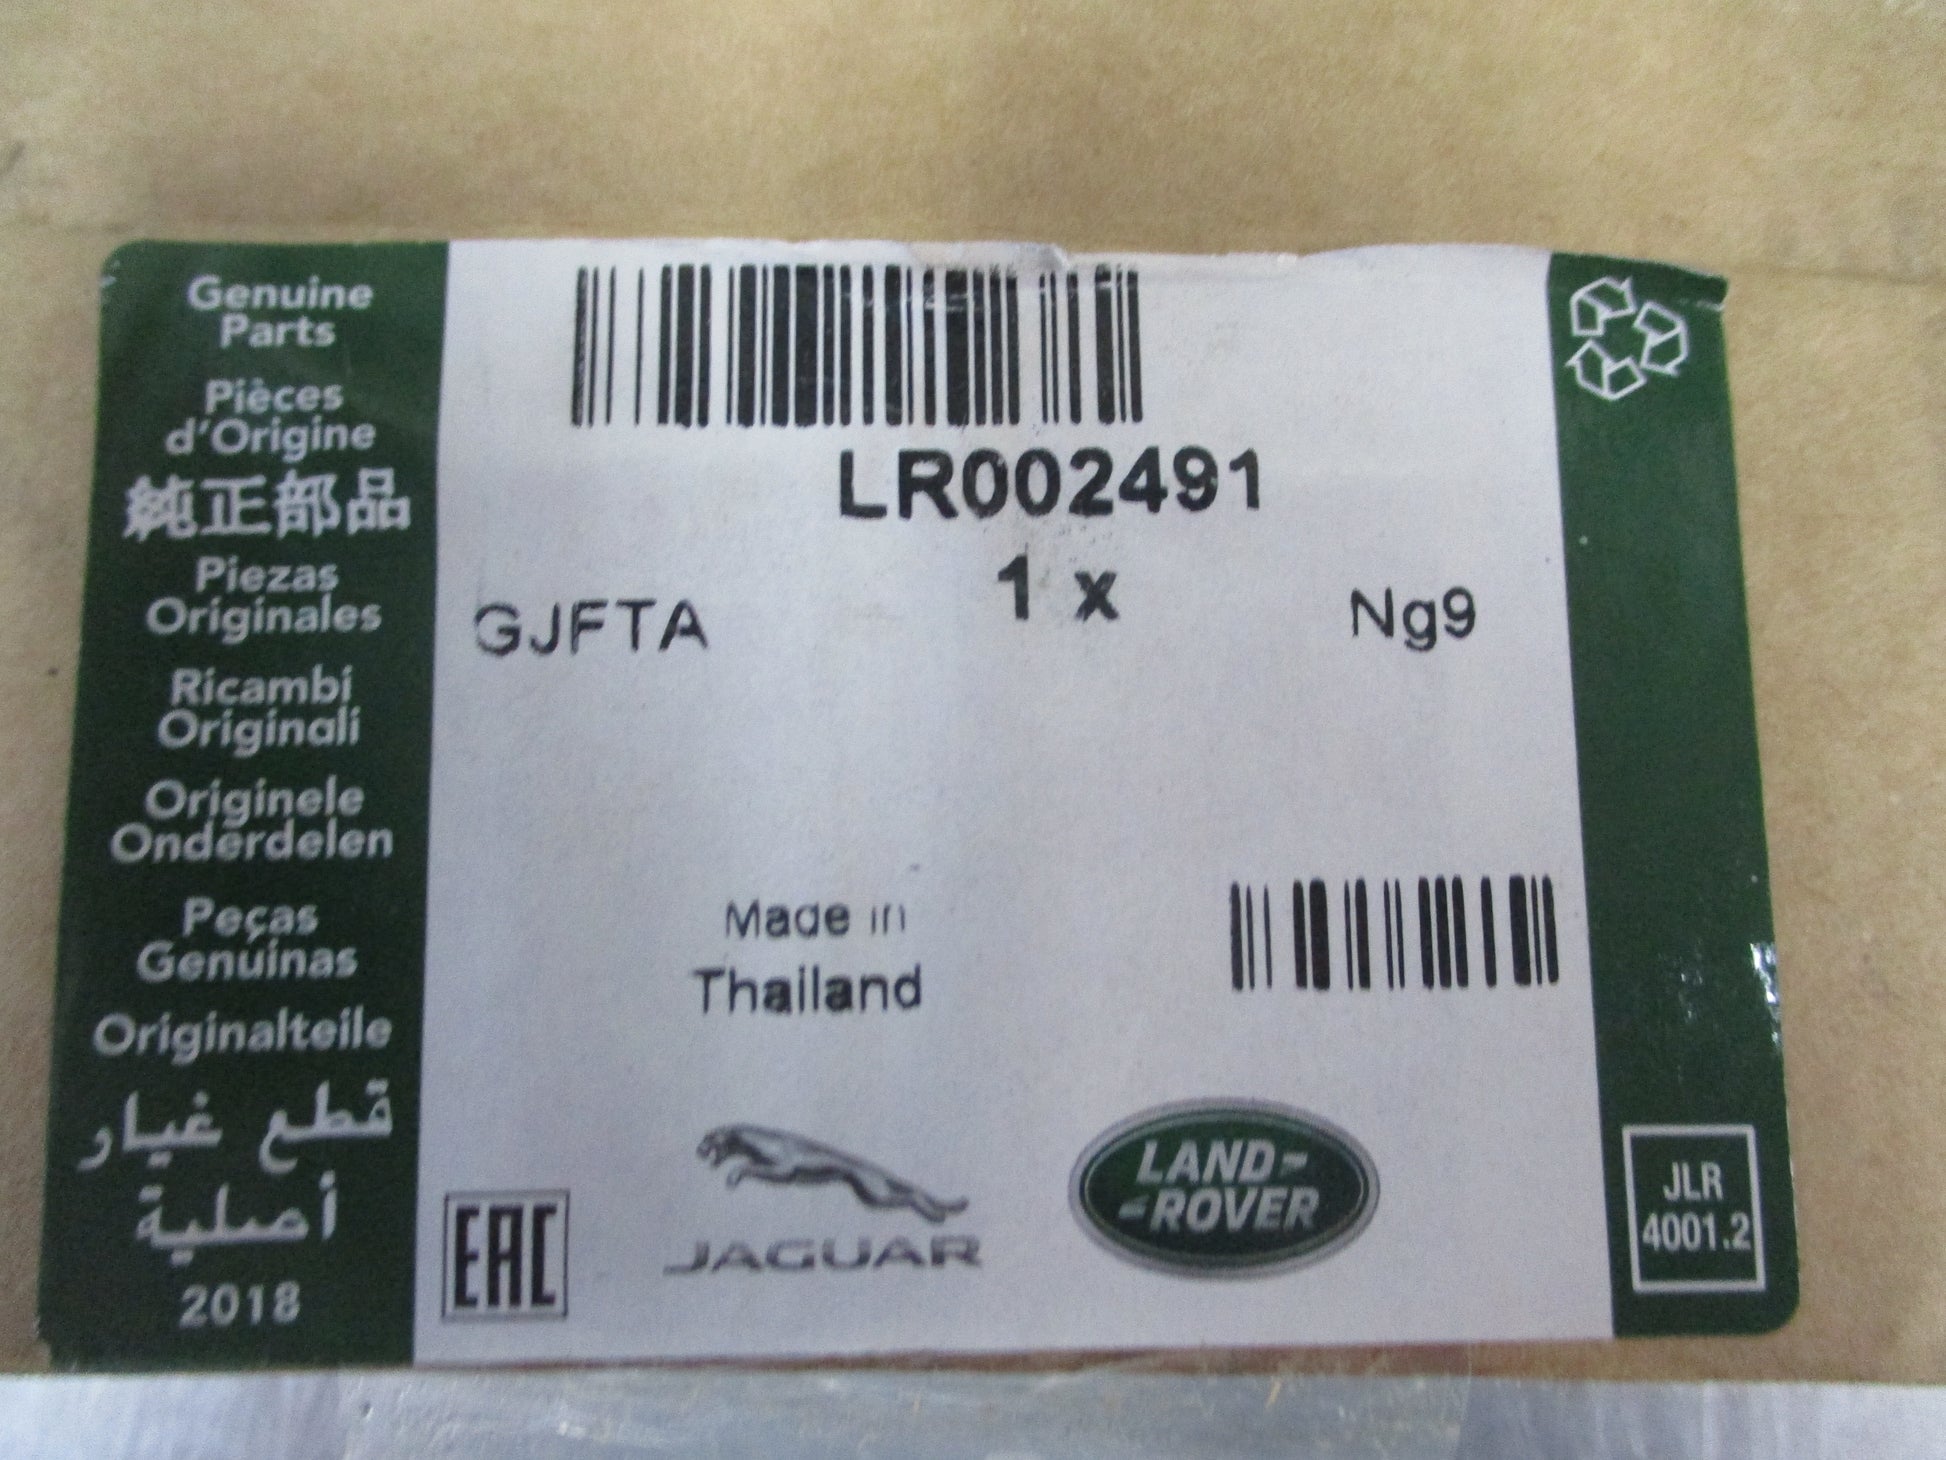 Genuine
Parts
Pièces
d'Origine
純正部品
Piezas
Originales
Ricambi
Originali
Originele
Onderdelen
Peças
Genuinas
Originalteile
قطع غيار
أصلية
2018
LR002491
1 x
GJFTA
Ng9
Made in
Thailand
EAC
JAGUAR
LAND-
-ROVER
JLR
4001.2